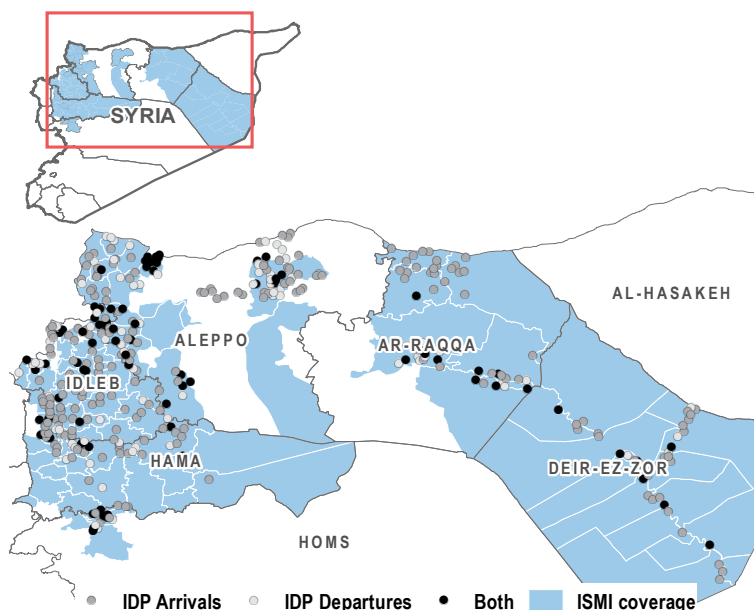 SYRIA
AL-HASAKEH
ALEPPO
AR-RAQQA
IDLEB
HAMA
DEIR-EZ-ZOR
HOMS
IDP Arrivals IDP Departures Both ISMI coverage